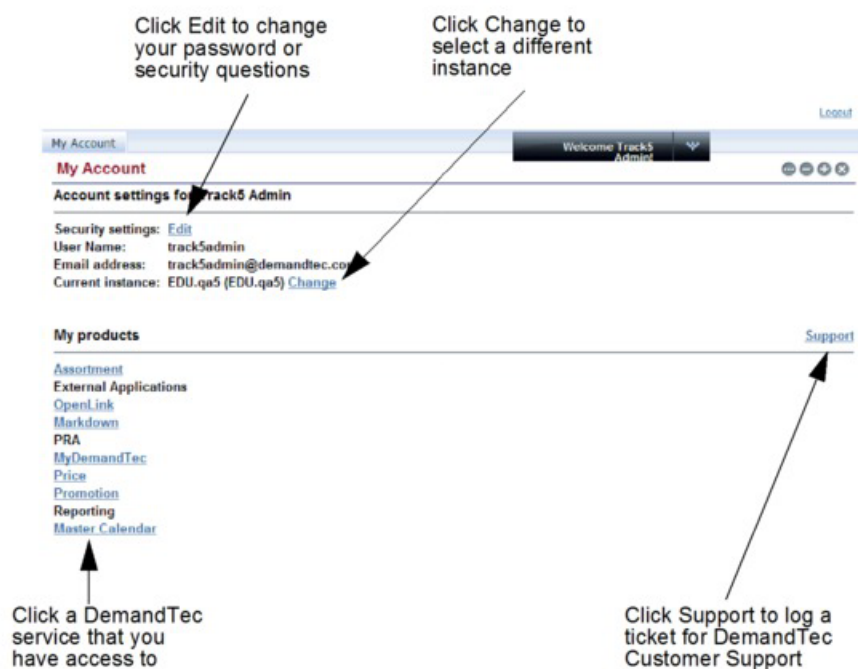 Click Edit to change
your password or
security questions
Click Change to
select a different
instance
Logout
My Account
Welcome Track5
Admin!
My Account
Account settings for Track5 Admin
Security settings: Edit
User Name: track5admin
Email address: track5admin@demandtec.com
Current instance: EDU.qa5 (EDU.qa5) Change
My products
Support
Assortment
External Applications
OpenLink
Markdown
PRA
MyDemandTec
Price
Promotion
Reporting
Master Calendar
Click a DemandTec
service that you
have access to
Click Support to log a
ticket for DemandTec
Customer Support